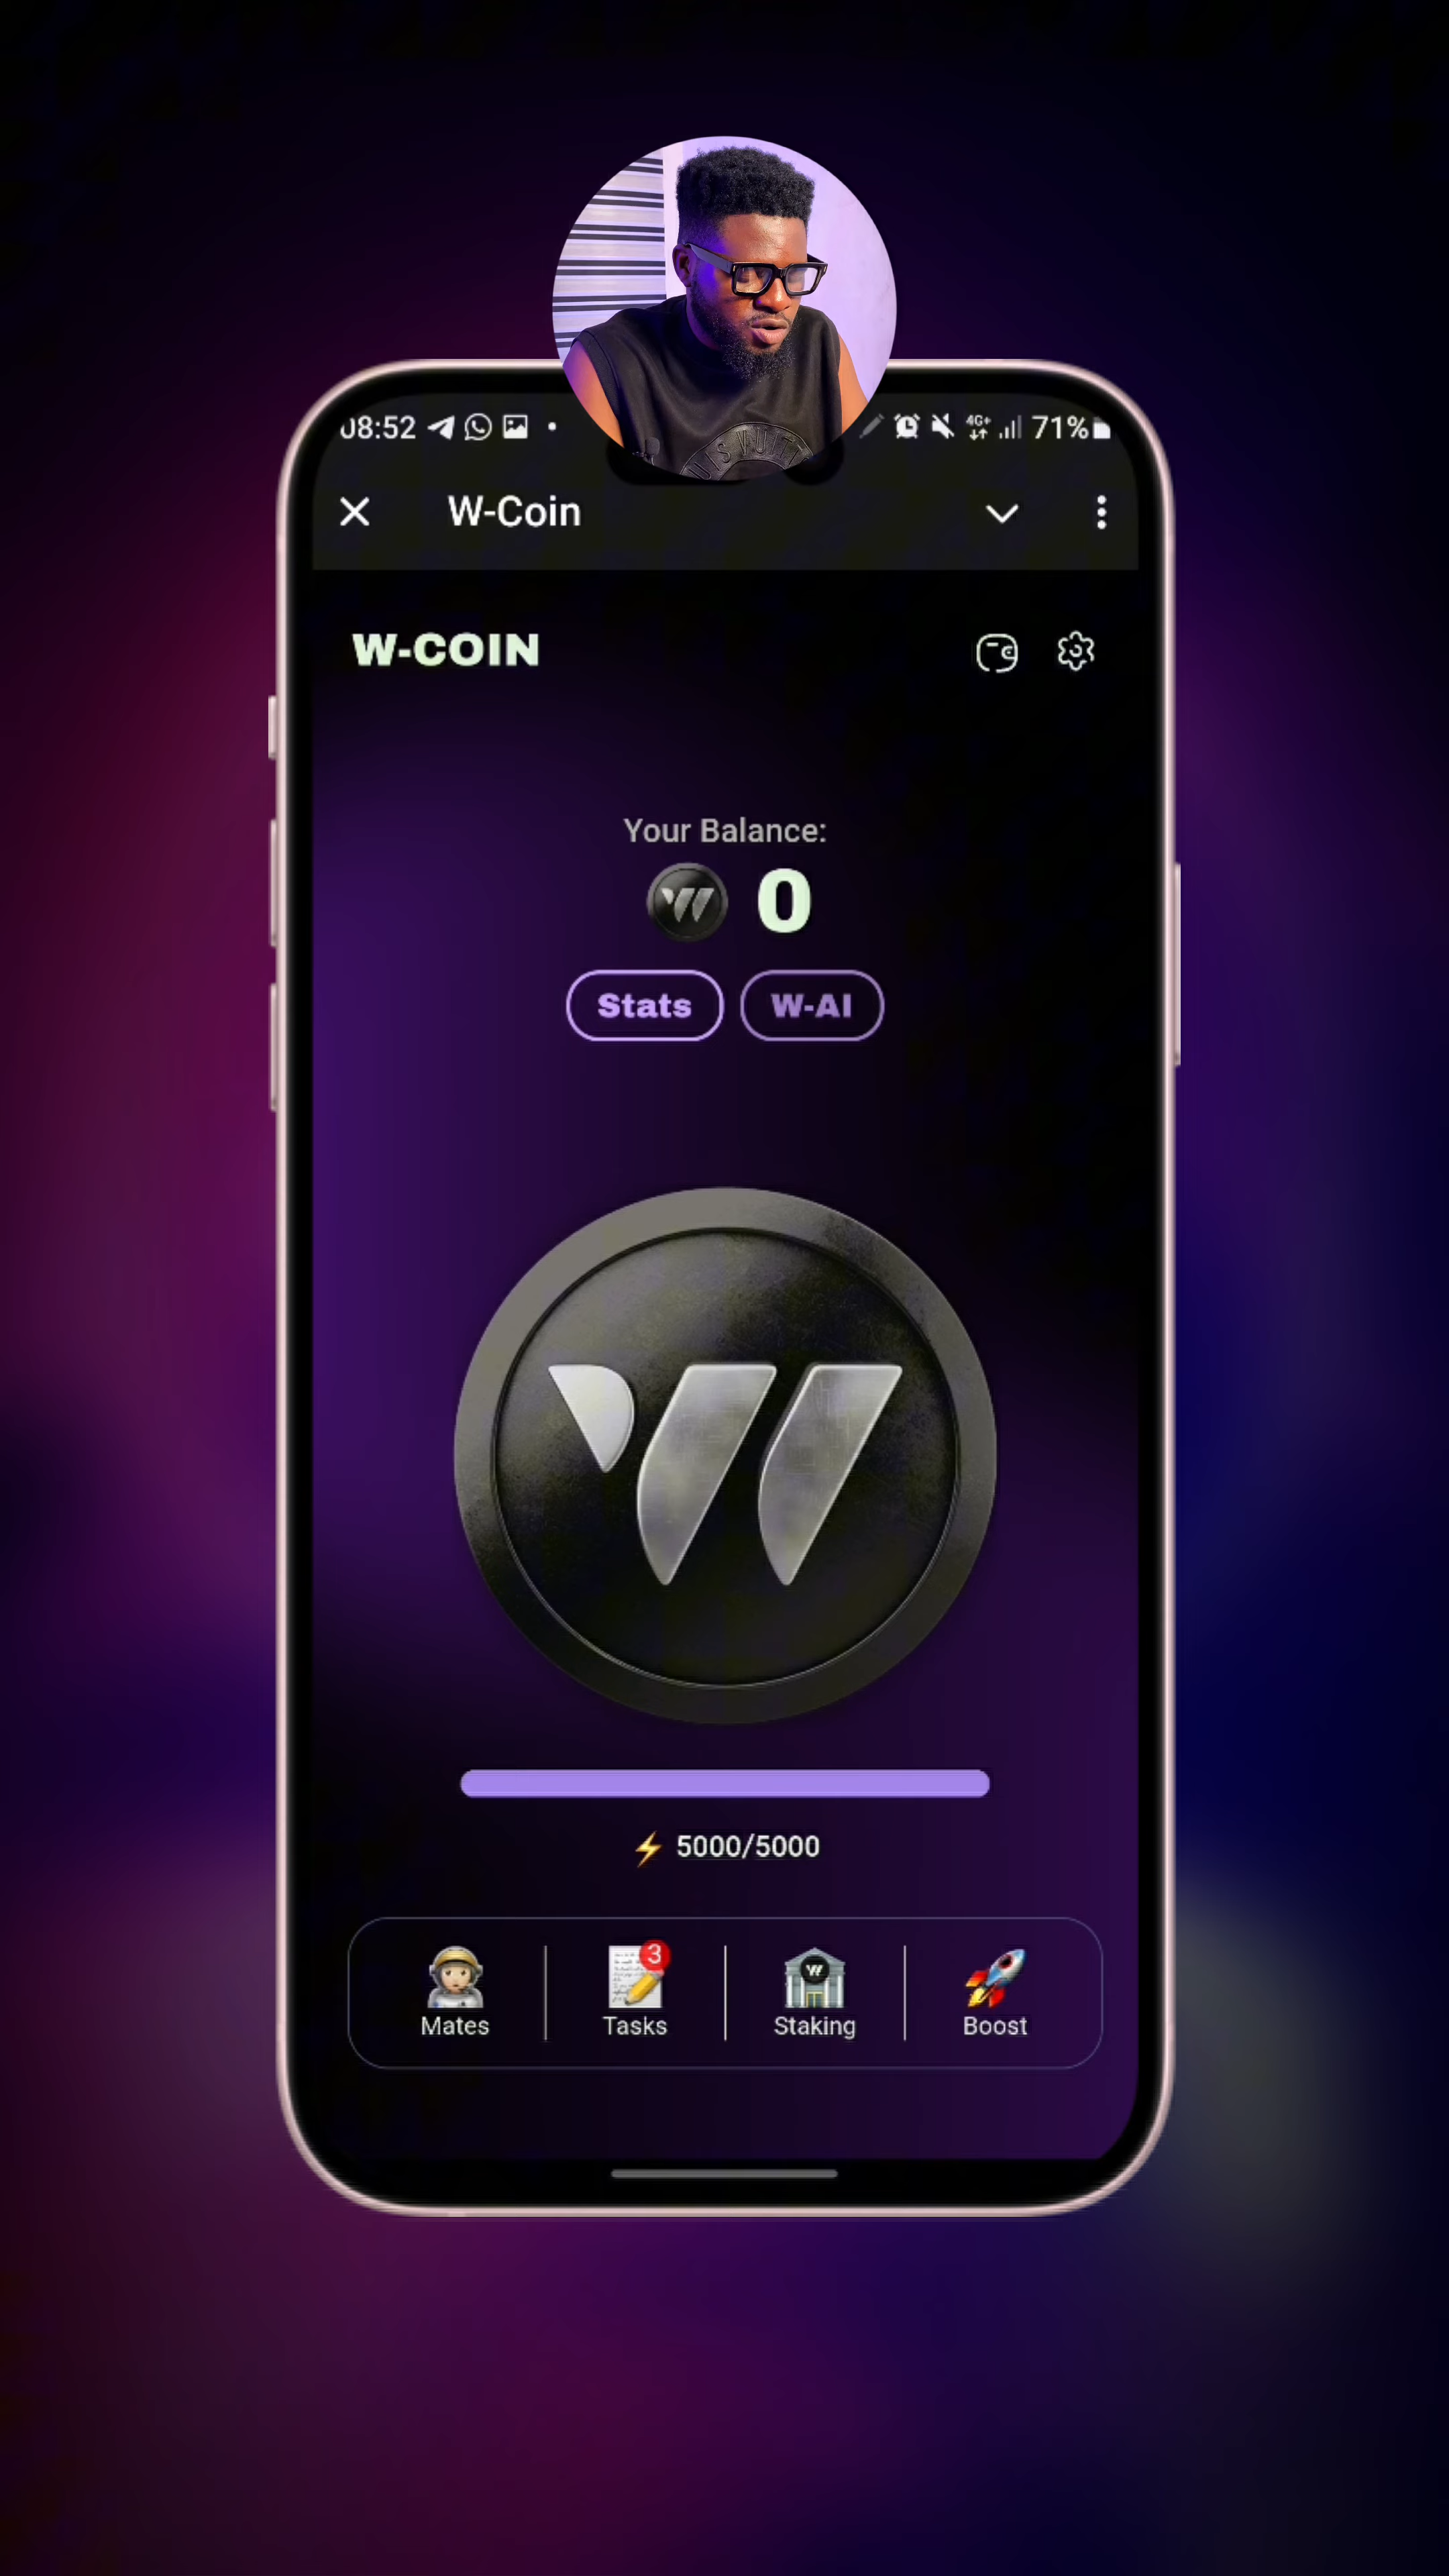 08:52
71%
W-Coin
W-COIN
Your Balance:
0
Stats
W-AI
5000/5000
3
Mates
Tasks
Staking
Boost